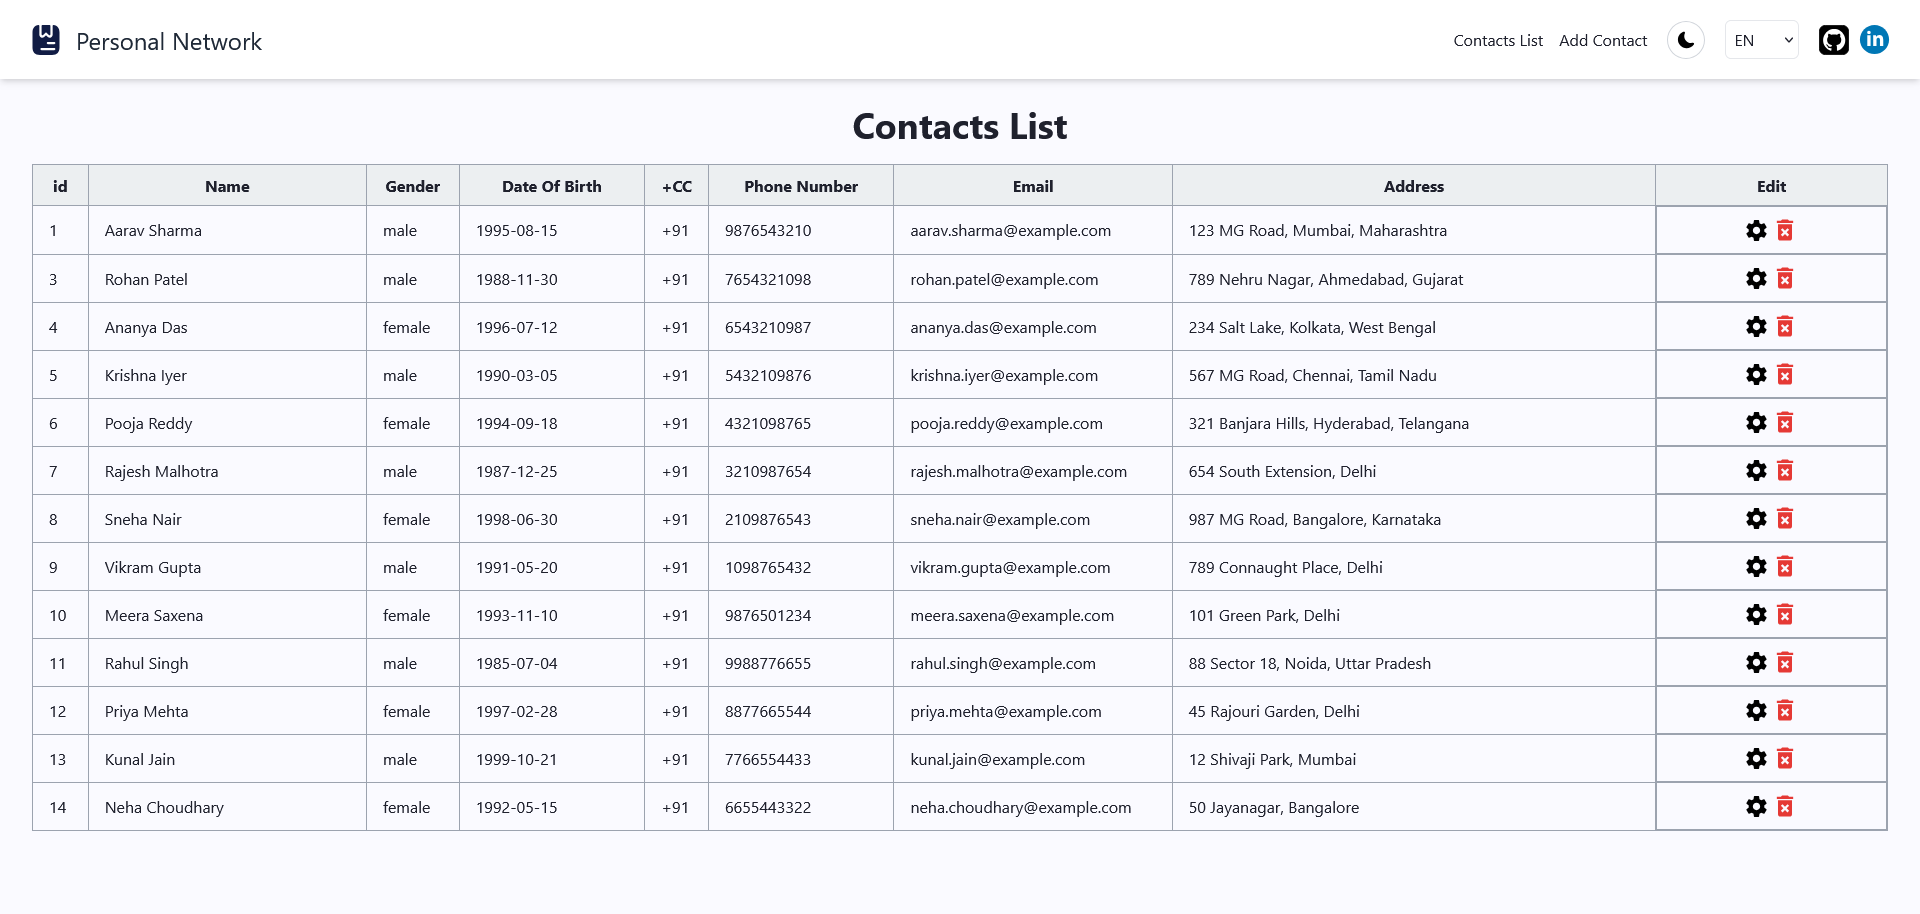 Personal Network
Contacts List Add Contact EN in
Contacts List
id Name Gender Date Of Birth +CC Phone Number Email Address Edit
1 Aarav Sharma male 1995-08-15 +91 9876543210 aarav.sharma@example.com 123 MG Road, Mumbai, Maharashtra
3 Rohan Patel male 1988-11-30 +91 7654321098 rohan.patel@example.com 789 Nehru Nagar, Ahmedabad, Gujarat
4 Ananya Das female 1996-07-12 +91 6543210987 ananya.das@example.com 234 Salt Lake, Kolkata, West Bengal
5 Krishna Iyer male 1990-03-05 +91 5432109876 krishna.iyer@example.com 567 MG Road, Chennai, Tamil Nadu
6 Pooja Reddy female 1994-09-18 +91 4321098765 pooja.reddy@example.com 321 Banjara Hills, Hyderabad, Telangana
7 Rajesh Malhotra male 1987-12-25 +91 3210987654 rajesh.malhotra@example.com 654 South Extension, Delhi
8 Sneha Nair female 1998-06-30 +91 2109876543 sneha.nair@example.com 987 MG Road, Bangalore, Karnataka
9 Vikram Gupta male 1991-05-20 +91 1098765432 vikram.gupta@example.com 789 Connaught Place, Delhi
10 Meera Saxena female 1993-11-10 +91 9876501234 meera.saxena@example.com 101 Green Park, Delhi
11 Rahul Singh male 1985-07-04 +91 9988776655 rahul.singh@example.com 88 Sector 18, Noida, Uttar Pradesh
12 Priya Mehta female 1997-02-28 +91 8877665544 priya.mehta@example.com 45 Rajouri Garden, Delhi
13 Kunal Jain male 1999-10-21 +91 7766554433 kunal.jain@example.com 12 Shivaji Park, Mumbai
14 Neha Choudhary female 1992-05-15 +91 6655443322 neha.choudhary@example.com 50 Jayanagar, Bangalore